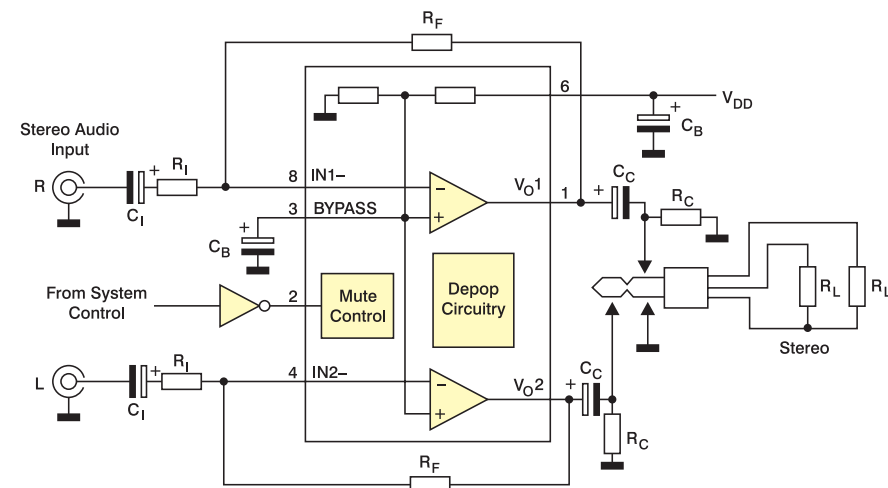 RF
6
VDD
CB
+
Stereo Audio
Input
R
CI
+
RI
8
IN1–
–
+
VO1
1
+
CC
RC
3
BYPASS
CB
+
From System
Control
2
Mute
Control
Depop
Circuitry
RL
RL
Stereo
L
CI
+
RI
4
IN2–
–
+
VO2
+
CC
RC
RF